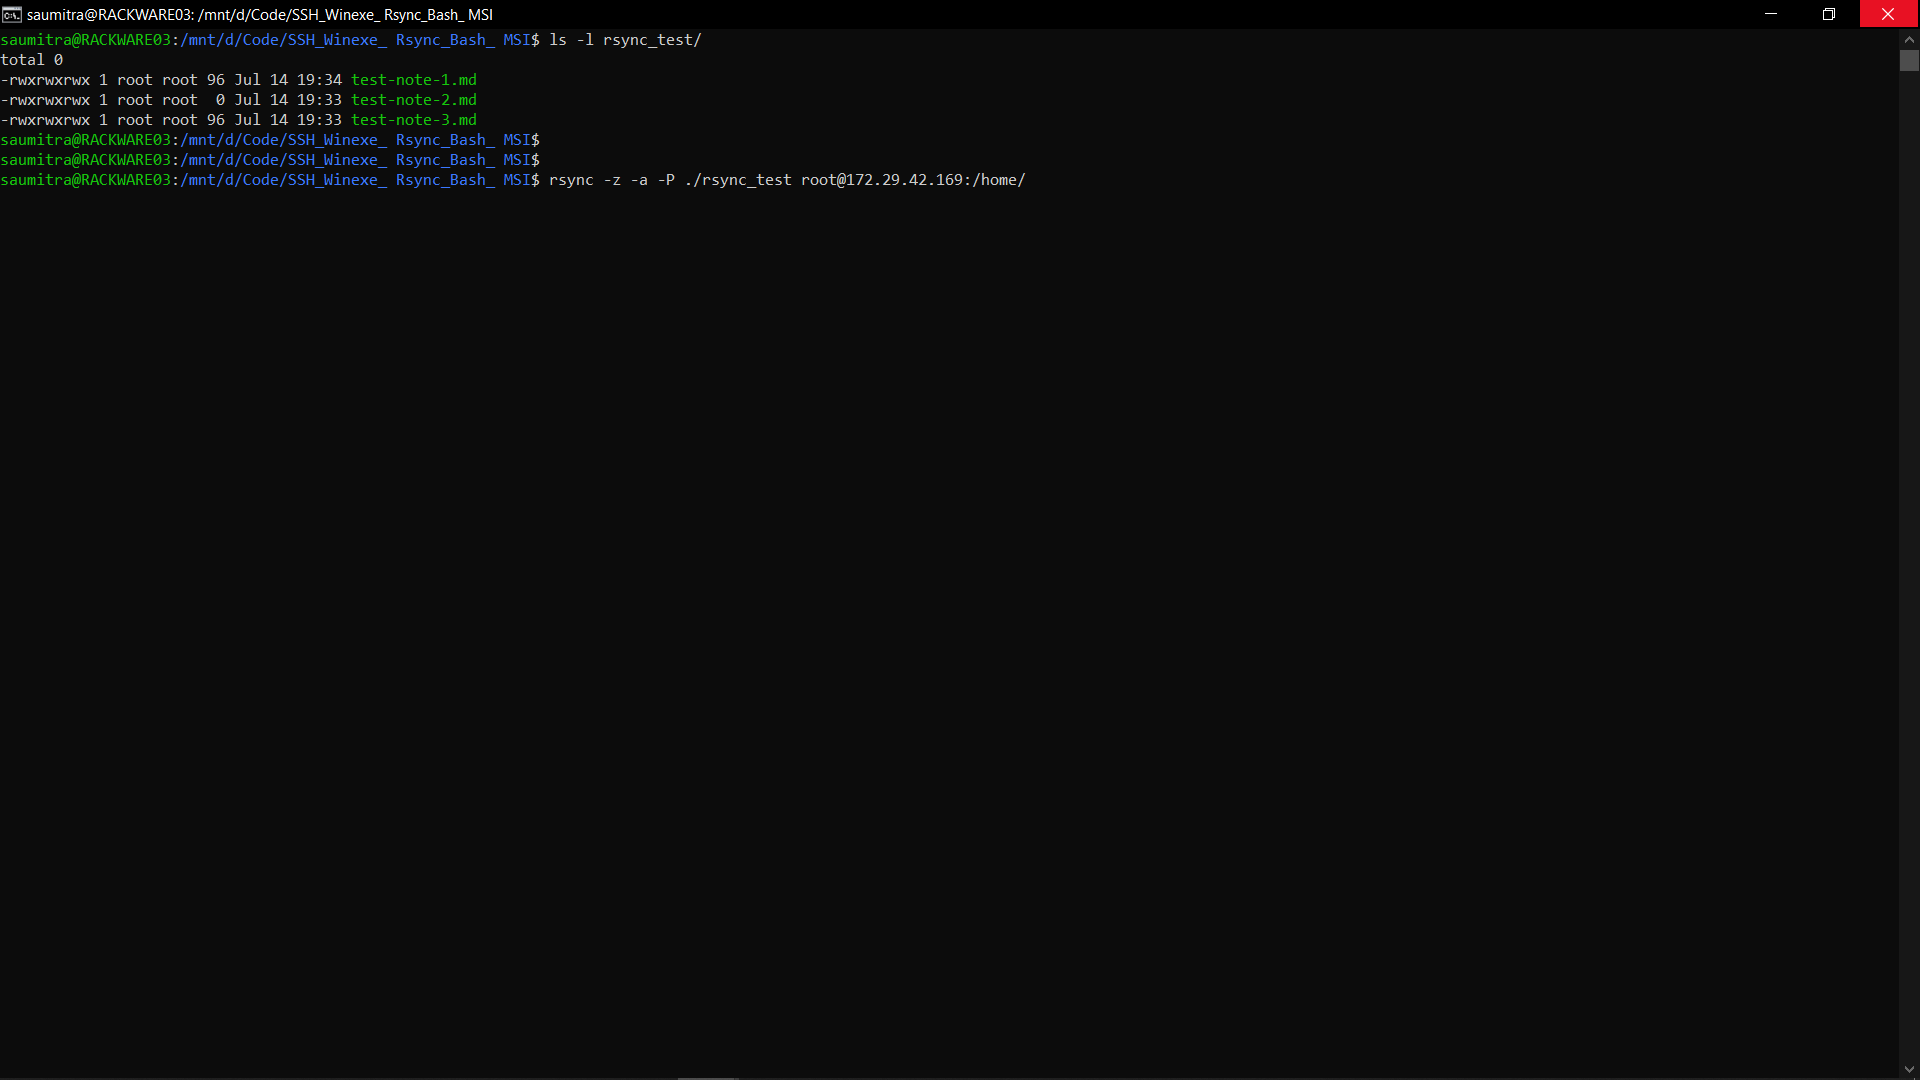 saumitra@RACKWARE03: /mnt/d/Code/SSH_Winexe_ Rsync_Bash_ MSI
saumitra@RACKWARE03:/mnt/d/Code/SSH_Winexe_ Rsync_Bash_ MSI$ ls -l rsync_test/
total 0
-rwxrwxrwx 1 root root 96 Jul 14 19:34 test-note-1.md
-rwxrwxrwx 1 root root  0 Jul 14 19:33 test-note-2.md
-rwxrwxrwx 1 root root 96 Jul 14 19:33 test-note-3.md
saumitra@RACKWARE03:/mnt/d/Code/SSH_Winexe_ Rsync_Bash_ MSI$
saumitra@RACKWARE03:/mnt/d/Code/SSH_Winexe_ Rsync_Bash_ MSI$
saumitra@RACKWARE03:/mnt/d/Code/SSH_Winexe_ Rsync_Bash_ MSI$ rsync -z -a -P ./rsync_test root@172.29.42.169:/home/